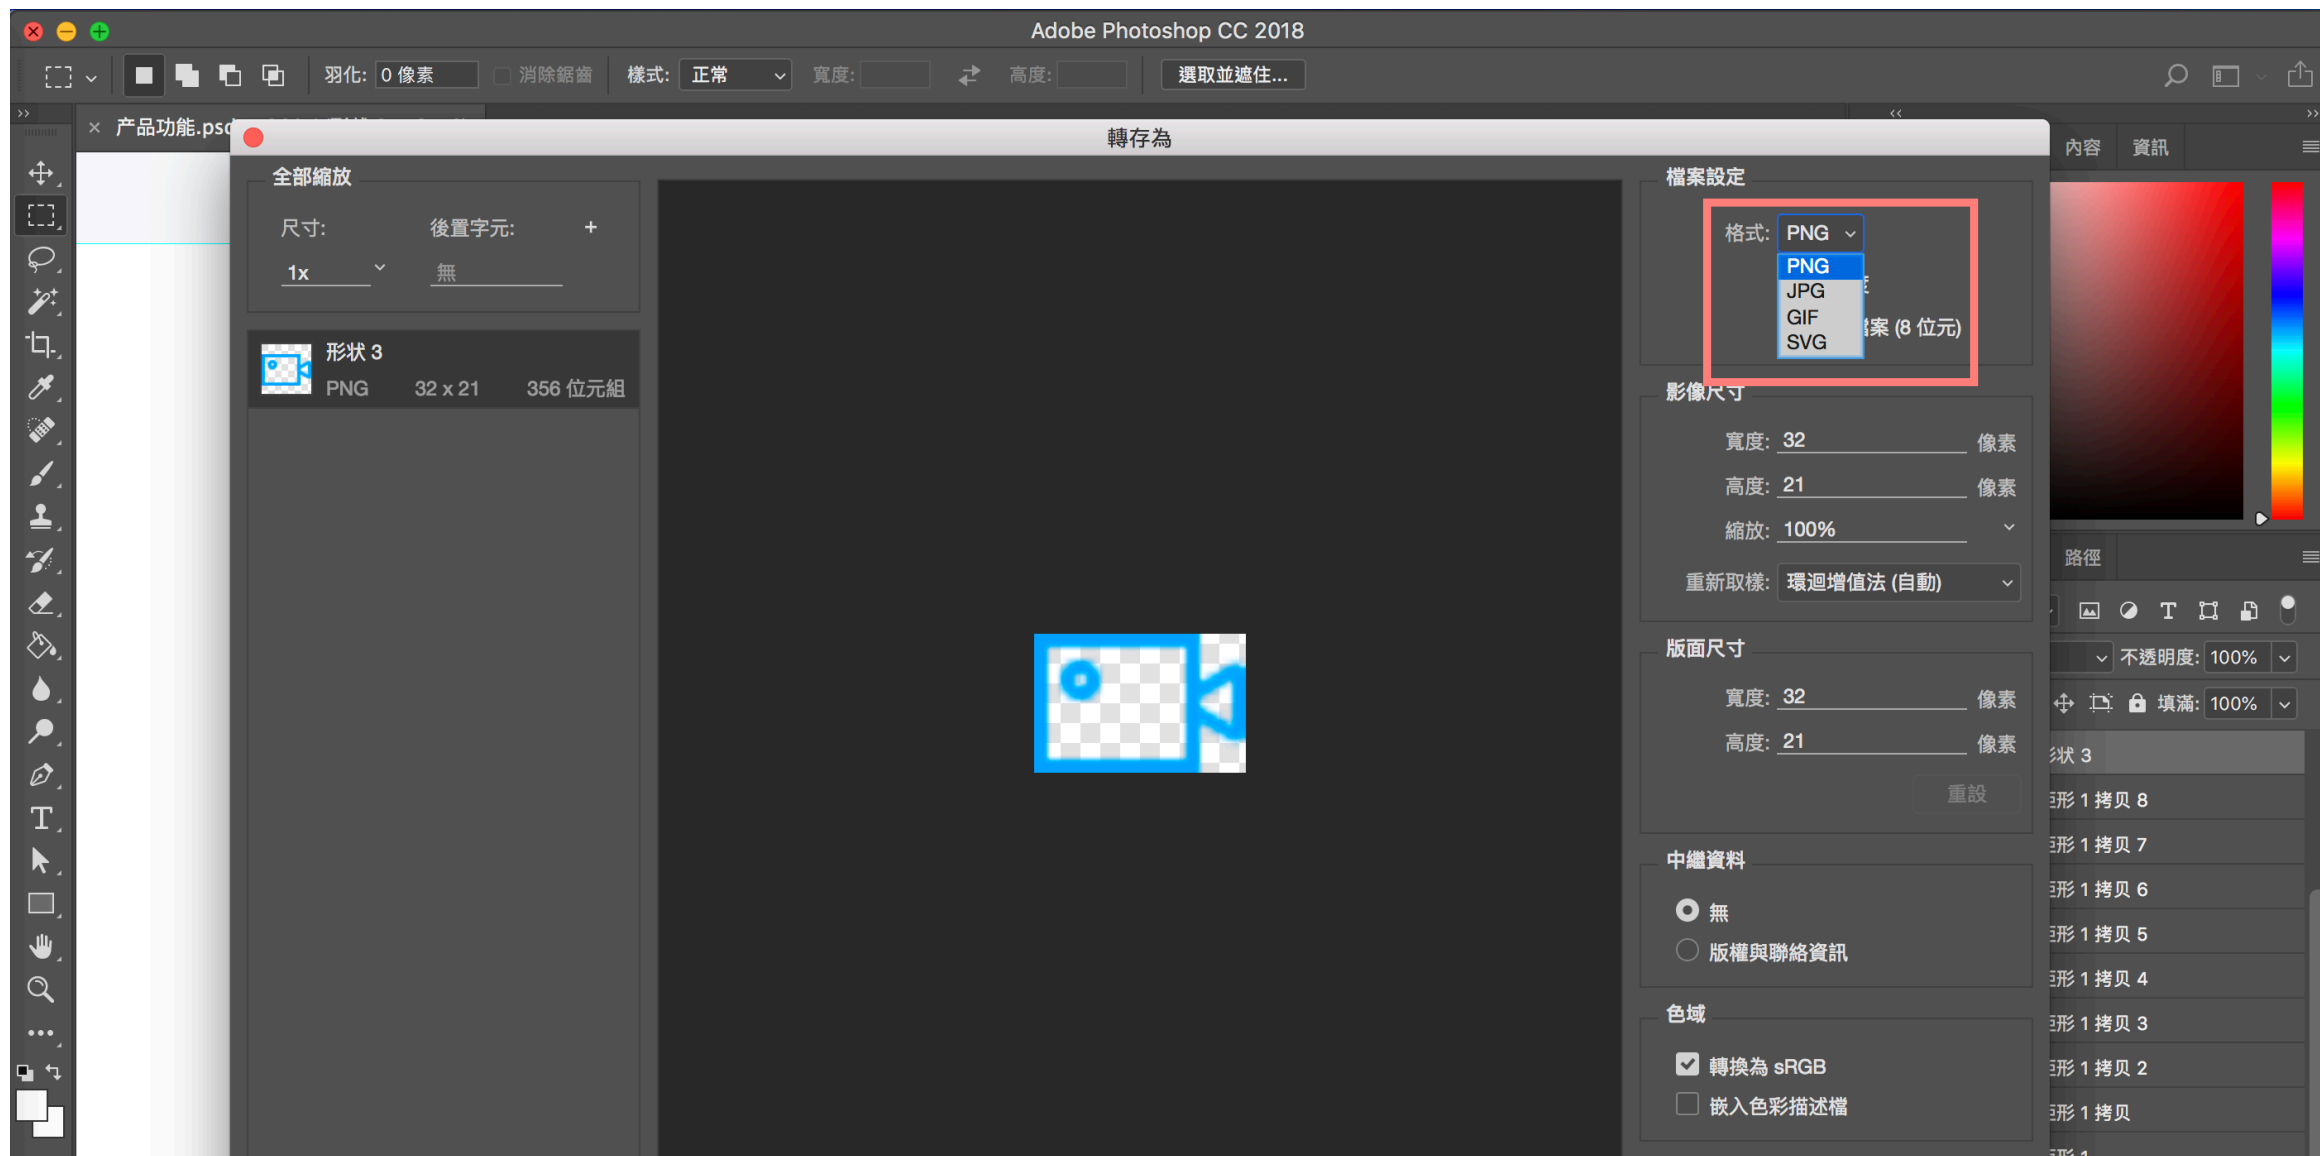 Adobe Photoshop CC 2018
羽化: 0 像素 消除鋸齒 樣式: 正常 寬度: 高度: 選取並遮住...
产品功能.psd
轉存為
內容 資訊
全部縮放
尺寸: 後置字元: +
1x 無
形状 3
PNG 32 x 21 356 位元組
檔案設定
格式: PNG
PNG
JPG
GIF
SVG
案 (8 位元)
影像尺寸
寬度: 32 像素
高度: 21 像素
縮放: 100%
重新取樣: 環迴增值法 (自動)
版面尺寸
寬度: 32 像素
高度: 21 像素
重設
中繼資料
無
版權與聯絡資訊
色域
轉換為 sRGB
嵌入色彩描述檔
路徑
不透明度: 100%
填滿: 100%
状 3
形 1 拷贝 8
形 1 拷贝 7
形 1 拷贝 6
形 1 拷贝 5
形 1 拷贝 4
形 1 拷贝 3
形 1 拷贝 2
形 1 拷贝